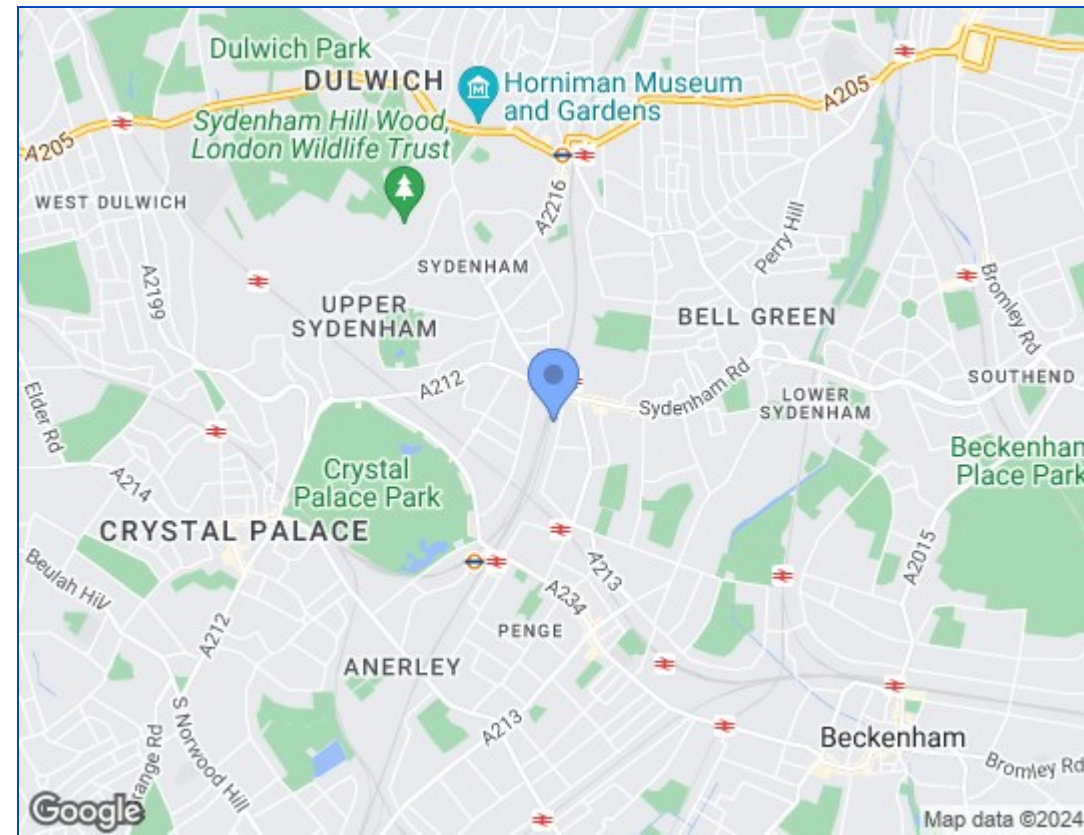 Dulwich Park
DULWICH
Horniman Museum
and Gardens
A205
A205
Sydenham Hill Wood,
London Wildlife Trust
WEST DULWICH
A2216
Perry Hill
SYDENHAM
A2199
UPPER
SYDENHAM
BELL GREEN
Bromley Rd
A212
Sydenham Rd
SOUTHEND
LOWER
SYDENHAM
Elder Rd
Crystal
Palace Park
Beckenham
Place Park
A214
CRYSTAL PALACE
A2015
Beulah Hill
A213
A234
A212
PENGE
ANERLEY
S Norwood Hill
A213
Beckenham
Bromley Rd
Google
Map data ©2024